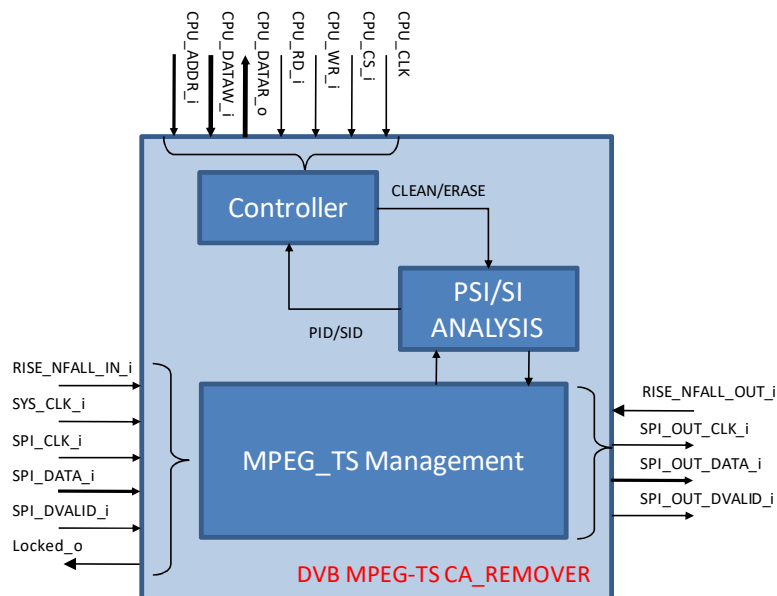 CPU_ADDR_i
CPU_DATAW_i
CPU_DATAR_o
CPU_RD_i
CPU_WR_i
CPU_CS_i
CPU_CLK
Controller
CLEAN/ERASE
PSI/SI
ANALYSIS
PID/SID
RISE_NFALL_IN_i
SYS_CLK_i
SPI_CLK_i
SPI_DATA_i
SPI_DVALID_i
Locked_o
MPEG_TS Management
RISE_NFALL_OUT_i
SPI_OUT_CLK_i
SPI_OUT_DATA_i
SPI_OUT_DVALID_i
DVB MPEG-TS CA_REMOVER